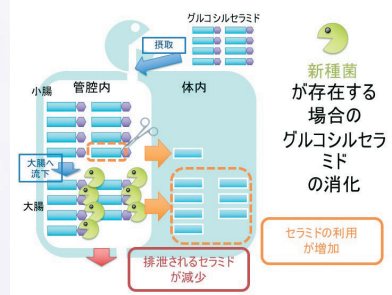 グルコシルセラミド
摂取
管腔内
体内
小腸
大腸へ
流下
大腸
排泄されるセラミド
が減少
新種菌
が存在する
場合の
グルコシルセラ
ミド
の消化
セラミドの利用
が増加